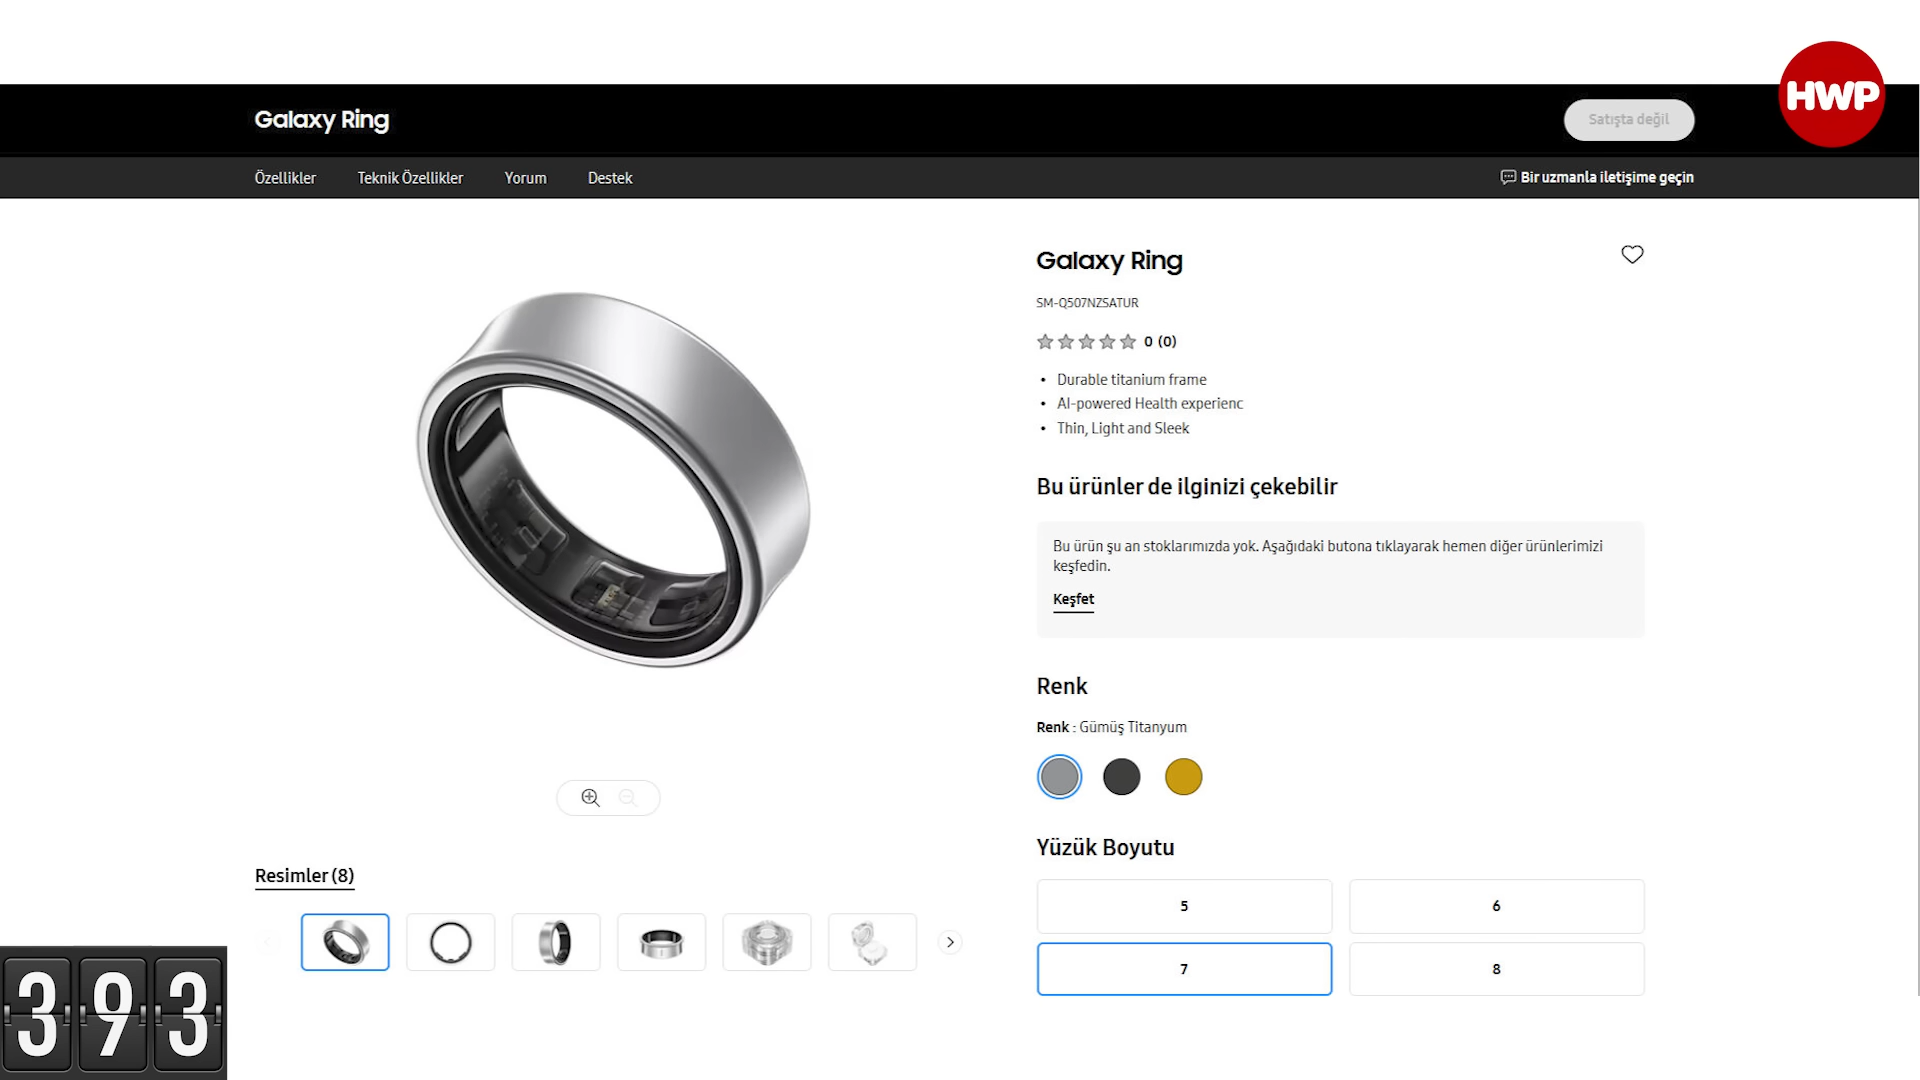 HWP
Galaxy Ring
Satışta değil
Özellikler
Teknik Özellikler
Yorum
Destek
Bir uzmanla iletişime geçin
Galaxy Ring
SM-Q507NZSATUR
0 (0)
• Durable titanium frame
• AI-powered Health experienc
• Thin, Light and Sleek
Bu ürünler de ilginizi çekebilir
Bu ürün şu an stoklarımızda yok. Aşağıdaki butona tıklayarak hemen diğer ürünlerimizi
keşfedin.
Keşfet
Renk
Renk : Gümüş Titanyum
Yüzük Boyutu
5
6
7
8
Resimler (8)
393